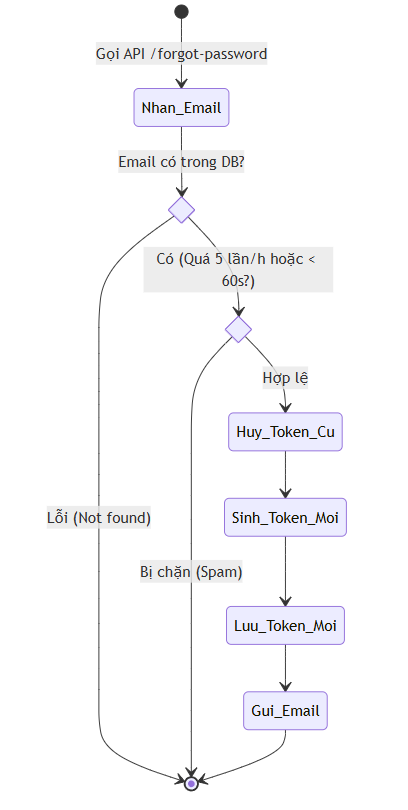 Gọi API /forgot-password
Nhan_Email
Email có trong DB?
Có (Quá 5 lần/h hoặc <
60s?)
Hợp lệ
Huy_Token_Cu
Lỗi (Not found)
Sinh_Token_Moi
Bị chặn (Spam)
Luu_Token_Moi
Gui_Email